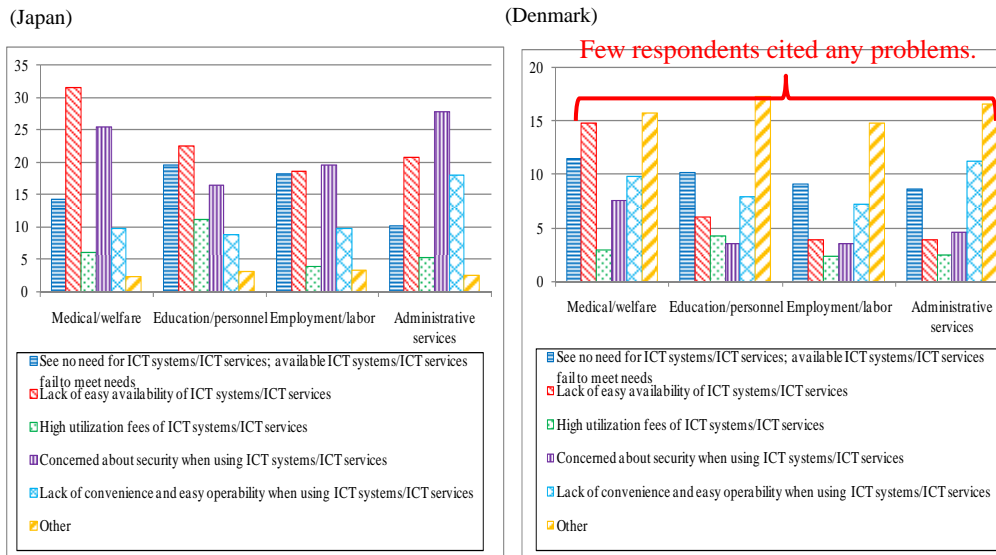 (Japan)
35
30
25
20
15
10
5
0
Medical/welfare Education/personnel Employment/labor Administrative
services
See no need for ICT systems/ICT services; available ICT systems/ICT services
fail to meet needs
Lack of easy availability of ICT systems/ICT services
High utilization fees of ICT systems/ICT services
Concerned about security when using ICT systems/ICT services
Lack of convenience and easy operability when using ICT systems/ICT services
Other
(Denmark)
Few respondents cited any problems.
20
15
10
5
0
Medical/welfare Education/personnel Employment/labor Administrative
services
See no need for ICT systems/ICT services; available ICT systems/ICT services
fail to meet needs
Lack of easy availability of ICT systems/ICT services
High utilization fees of ICT systems/ICT services
Concerned about security when using ICT systems/ICT services
Lack of convenience and easy operability when using ICT systems/ICT services
Other